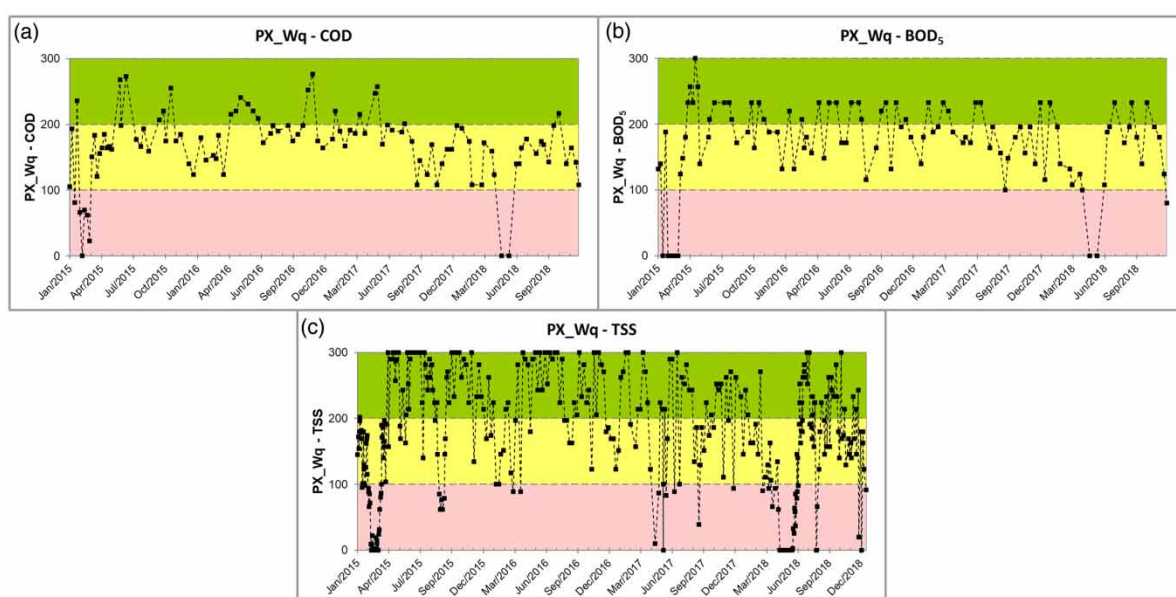 (a)
PX_Wq - COD
PX_Wq - COD
300
200
100
0
Jan/2015
Apr/2015
Jul/2015
Oct/2015
Jan/2016
Apr/2016
Jun/2016
Sep/2016
Dec/2016
Mar/2017
Jun/2017
Sep/2017
Dec/2017
Mar/2018
Jun/2018
Sep/2018
(b)
PX_Wq - BOD₅
PX_Wq - BOD₅
300
200
100
0
Jan/2015
Apr/2015
Jul/2015
Oct/2015
Jan/2016
Apr/2016
Jun/2016
Sep/2016
Dec/2016
Mar/2017
Jun/2017
Sep/2017
Dec/2017
Mar/2018
Jun/2018
Sep/2018
(c)
PX_Wq - TSS
PX_Wq - TSS
300
200
100
0
Jan/2015
Apr/2015
Jul/2015
Sep/2015
Dec/2015
Mar/2016
Jun/2016
Sep/2016
Dec/2016
Mar/2017
Jun/2017
Sep/2017
Dec/2017
Mar/2018
Jun/2018
Sep/2018
Dec/2018